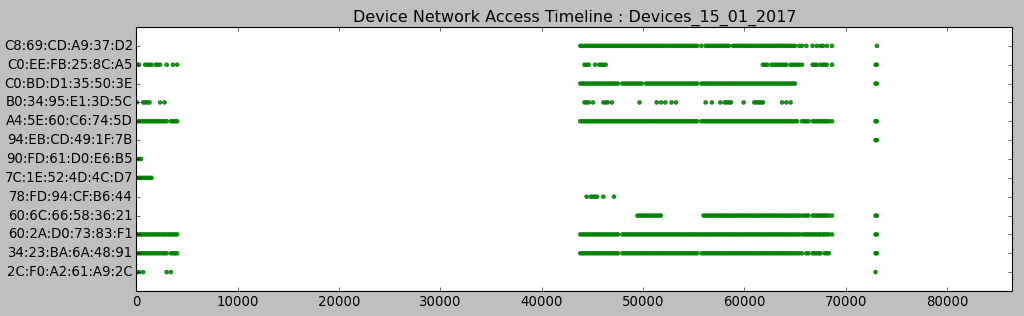 Device Network Access Timeline : Devices_15_01_2017
C8:69:CD:A9:37:D2
C0:EE:FB:25:8C:A5
C0:BD:D1:35:50:3E
B0:34:95:E1:3D:5C
A4:5E:60:C6:74:5D
94:EB:CD:49:1F:7B
90:FD:61:D0:E6:B5
7C:1E:52:4D:4C:D7
78:FD:94:CF:B6:44
60:6C:66:58:36:21
60:2A:D0:73:83:F1
34:23:BA:6A:48:91
2C:F0:A2:61:A9:2C
0 10000 20000 30000 40000 50000 60000 70000 80000